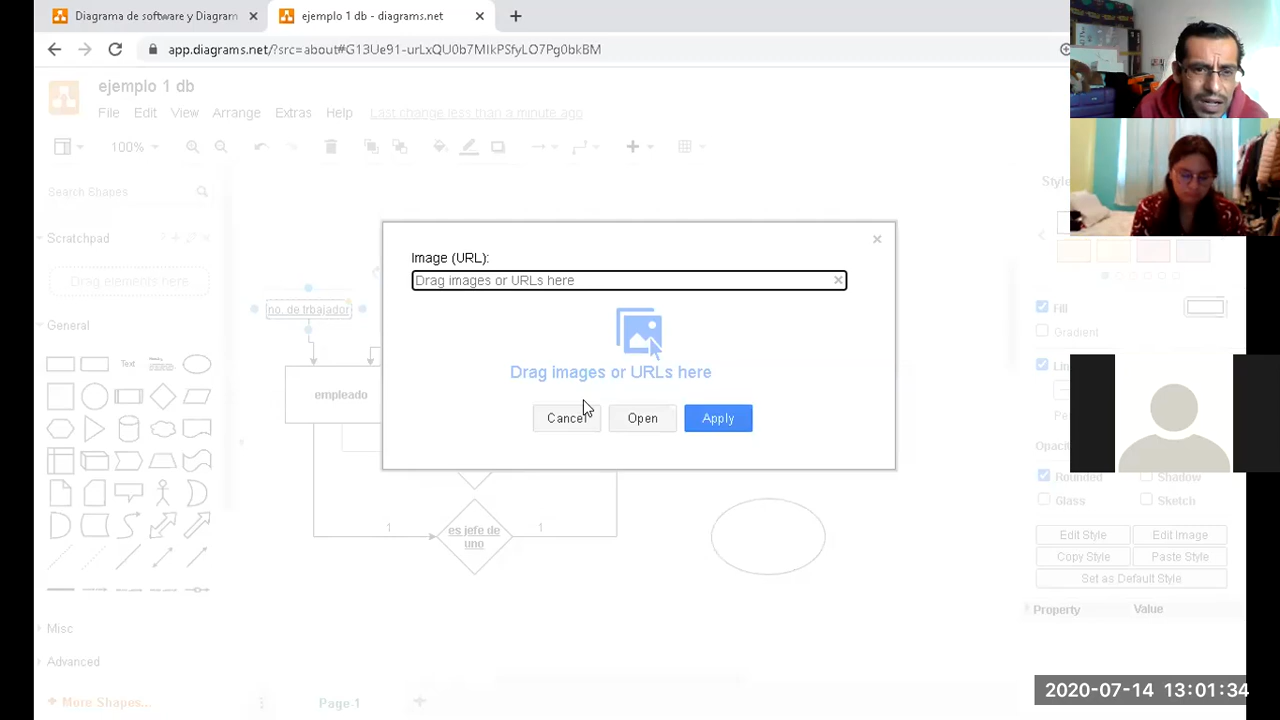 Diagrama de software y Diagram
ejemplo 1 db - diagrams.net
app.diagrams.net/?src=about#G13Ue91-urLxQU0b7MIkPSfyLO7Pg0bkBM
ejemplo 1 db
File Edit View Arrange Extras Help Last change less than a minute ago
100%
Search Shapes
Style
Scratchpad
Drag elements here
General
Text
Image (URL):
Drag images or URLs here
Drag images or URLs here
Cancel Open Apply
no. de trbajador
empleado
1
es jefe de
uno
1
Fill
Gradient
Rounded
Shadow
Glass
Sketch
Edit Style
Edit Image
Copy Style
Paste Style
Set as Default Style
Property
Value
Misc
Advanced
+ More Shapes...
Page-1
2020-07-14 13:01:34